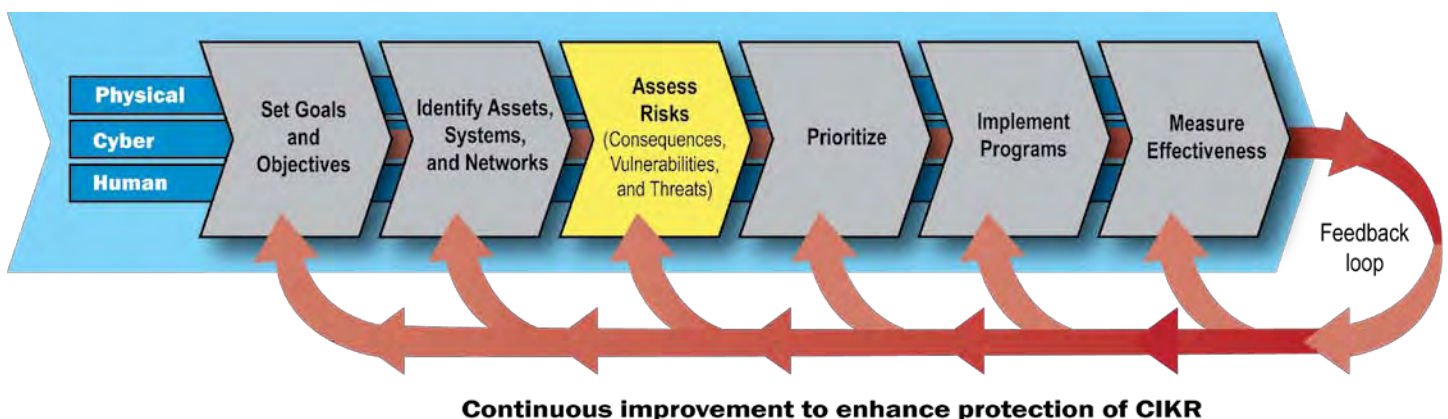 Physical
Cyber
Human
Set Goals
and
Objectives
Identify Assets,
Systems,
and Networks
Assess
Risks
(Consequences,
Vulnerabilities,
and Threats)
Prioritize
Implement
Programs
Measure
Effectiveness
Feedback
loop
Continuous improvement to enhance protection of CIKR